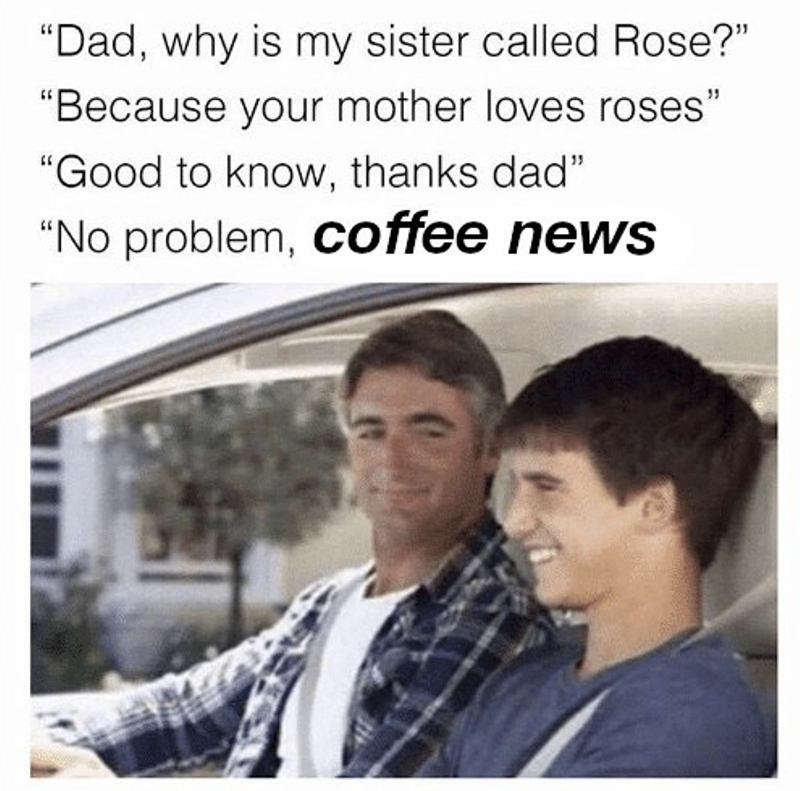 “Dad, why is my sister called Rose?”
“Because your mother loves roses”
“Good to know, thanks dad”
“No problem, coffee news